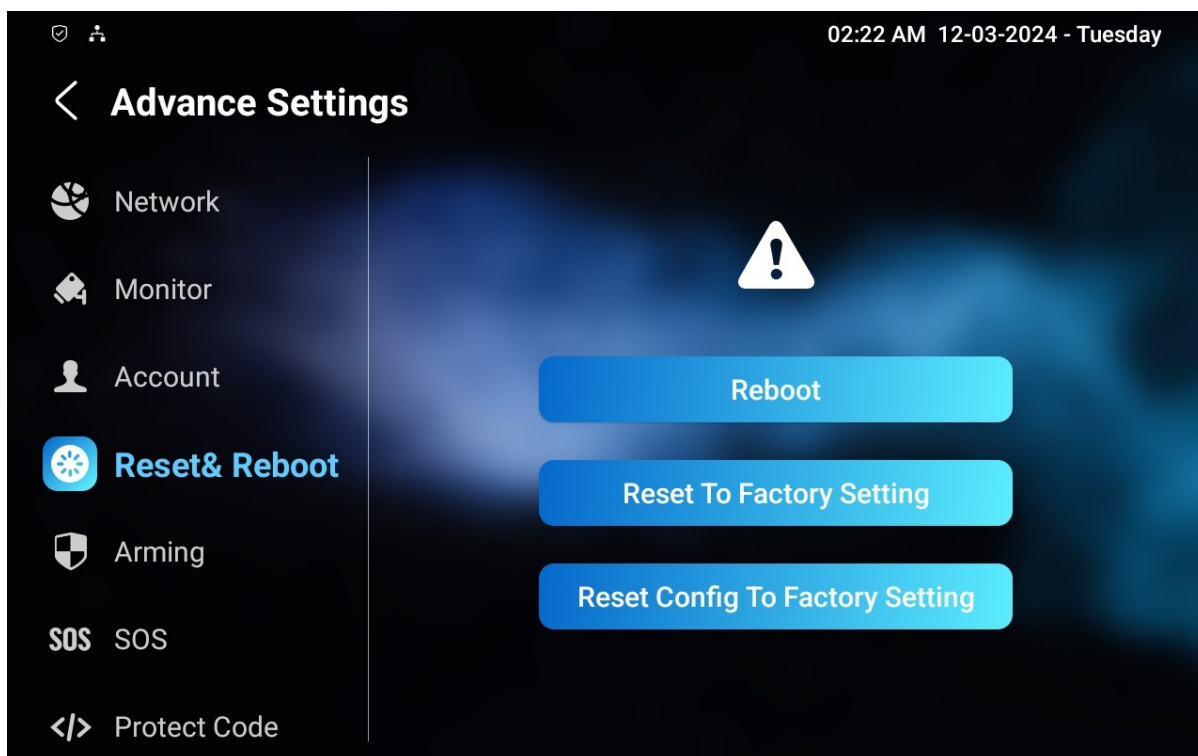 02:22 AM 12-03-2024 - Tuesday
Advance Settings
Network
Monitor
Account
Reset& Reboot
Arming
SOS SOS
</> Protect Code
Reboot
Reset To Factory Setting
Reset Config To Factory Setting